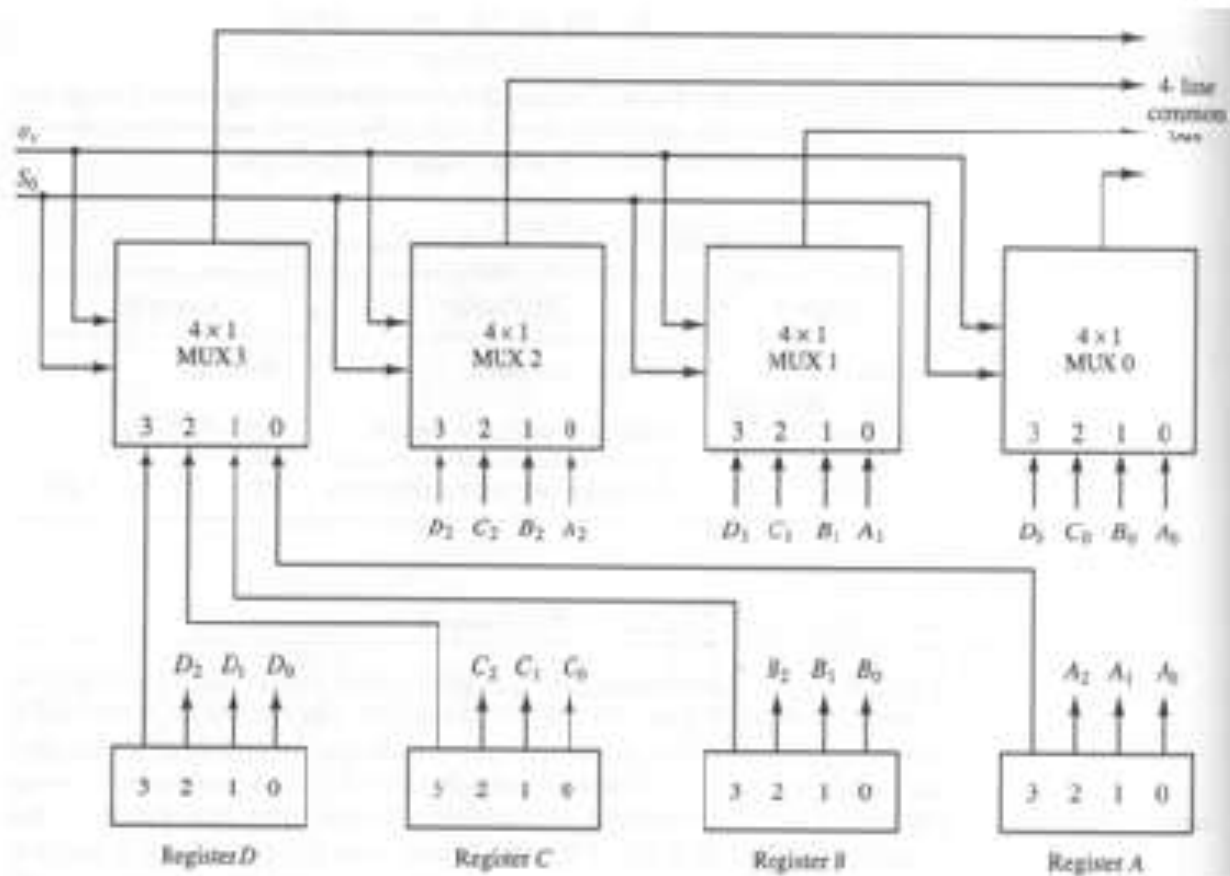 4- line
common
S0
4 × 1
MUX 3
3 2 1 0
4 × 1
MUX 2
3 2 1 0
4 × 1
MUX 1
3 2 1 0
4 × 1
MUX 0
3 2 1 0
D2 C2 B2 A2
D1 C1 B1 A1
C0 B0 A0
D2 D1 D0
C2 C1 C0
B2 B1 B0
A2 A1 A0
3 2 1 0
3 2 1 0
3 2 1 0
3 2 1 0
Register D
Register C
Register B
Register A